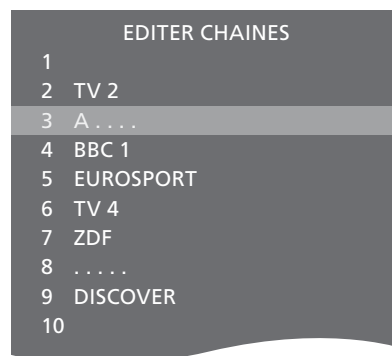 EDITER CHAINES
1
2 TV 2
3 A . . . .
4 BBC 1
5 EUROSPORT
6 TV 4
7 ZDF
8 . . . . .
9 DISCOVER
10